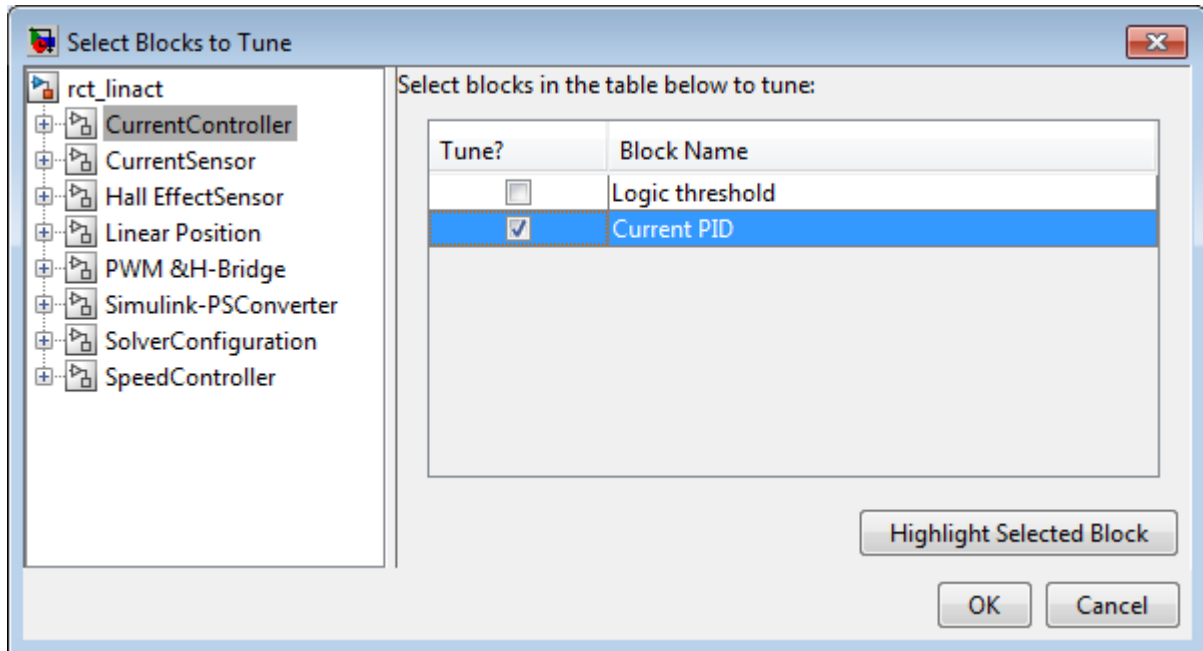 Select Blocks to Tune
rct_linact
CurrentController
CurrentSensor
Hall EffectSensor
Linear Position
PWM &H-Bridge
Simulink-PSConverter
SolverConfiguration
SpeedController
Select blocks in the table below to tune:
Tune? Block Name
Logic threshold
Current PID
Highlight Selected Block
OK Cancel